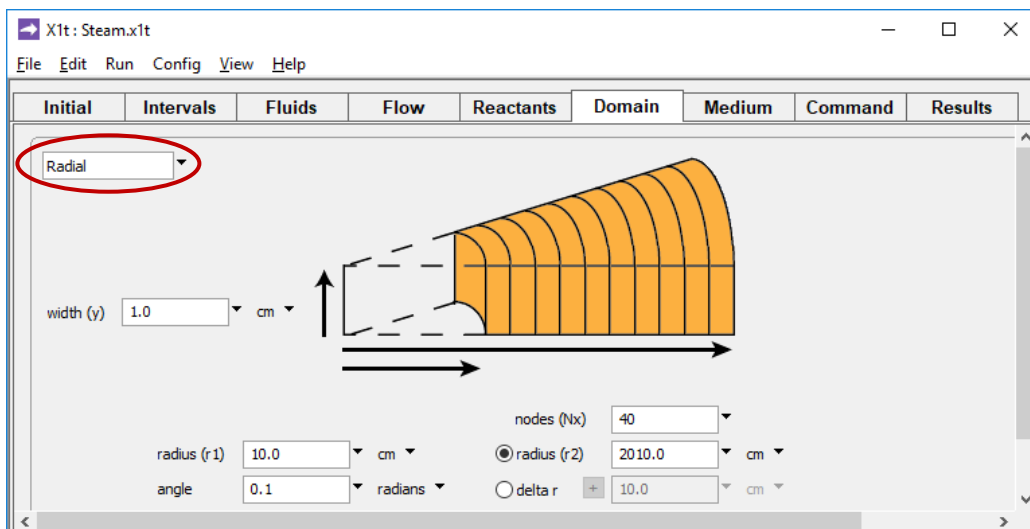 X1t : Steam.x1t
File Edit Run Config View Help
Initial Intervals Fluids Flow Reactants Domain Medium Command Results
Radial
width (y) 1.0 cm
nodes (Nx) 40
radius (r1) 10.0 cm radius (r2) 2010.0 cm
angle 0.1 radians delta r + 10.0 cm